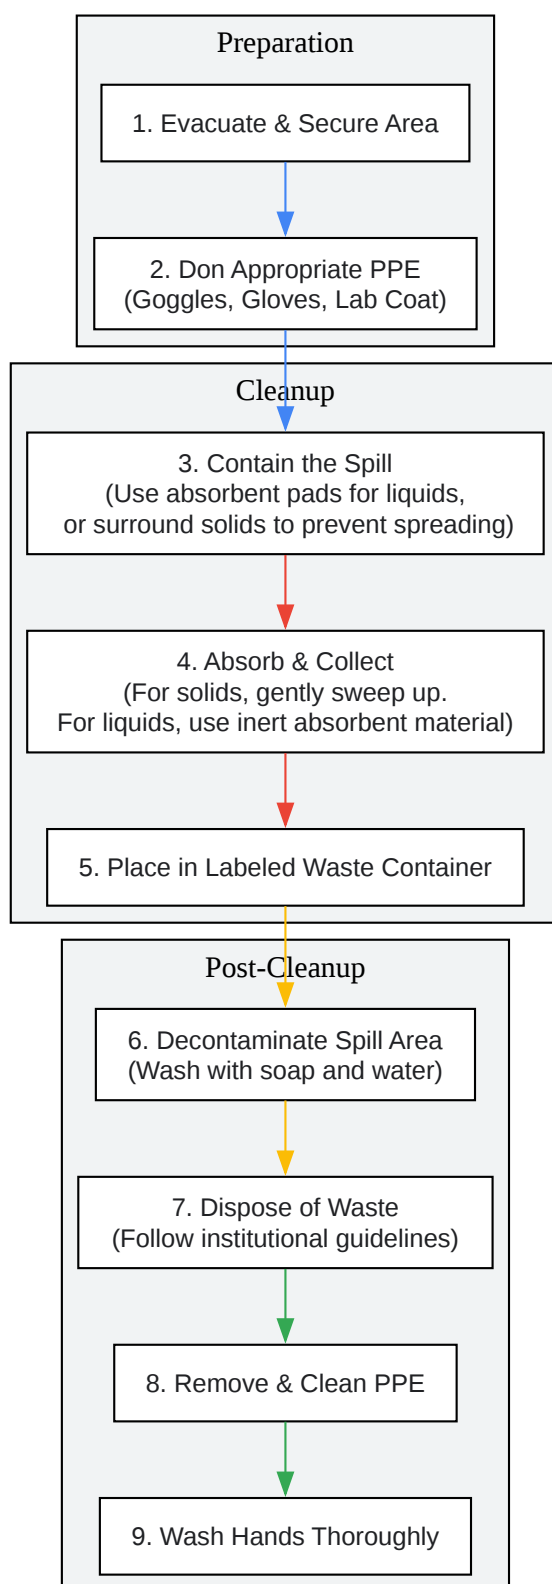 Preparation
1. Evacuate & Secure Area
2. Don Appropriate PPE
(Goggles, Gloves, Lab Coat)
Cleanup
3. Contain the Spill
(Use absorbent pads for liquids,
or surround solids to prevent spreading)
4. Absorb & Collect
(For solids, gently sweep up.
For liquids, use inert absorbent material)
5. Place in Labeled Waste Container
Post-Cleanup
6. Decontaminate Spill Area
(Wash with soap and water)
7. Dispose of Waste
(Follow institutional guidelines)
8. Remove & Clean PPE
9. Wash Hands Thoroughly